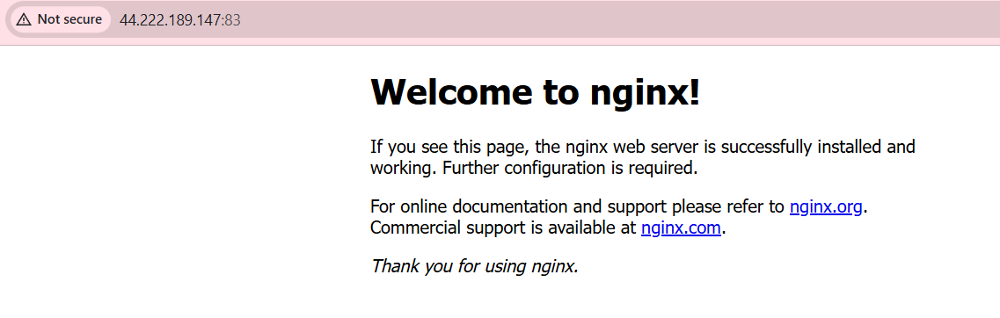 Not secure 44.222.189.147:83
Welcome to nginx!
If you see this page, the nginx web server is successfully installed and
working. Further configuration is required.
For online documentation and support please refer to nginx.org.
Commercial support is available at nginx.com.
Thank you for using nginx.